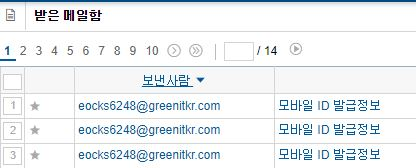 받은 메일함
1 2 3 4 5 6 7 8 9 10 / 14
보낸사람
1 eocks6248@greenitkr.com 모바일 ID 발급정보
2 eocks6248@greenitkr.com 모바일 ID 발급정보
3 eocks6248@greenitkr.com 모바일 ID 발급정보